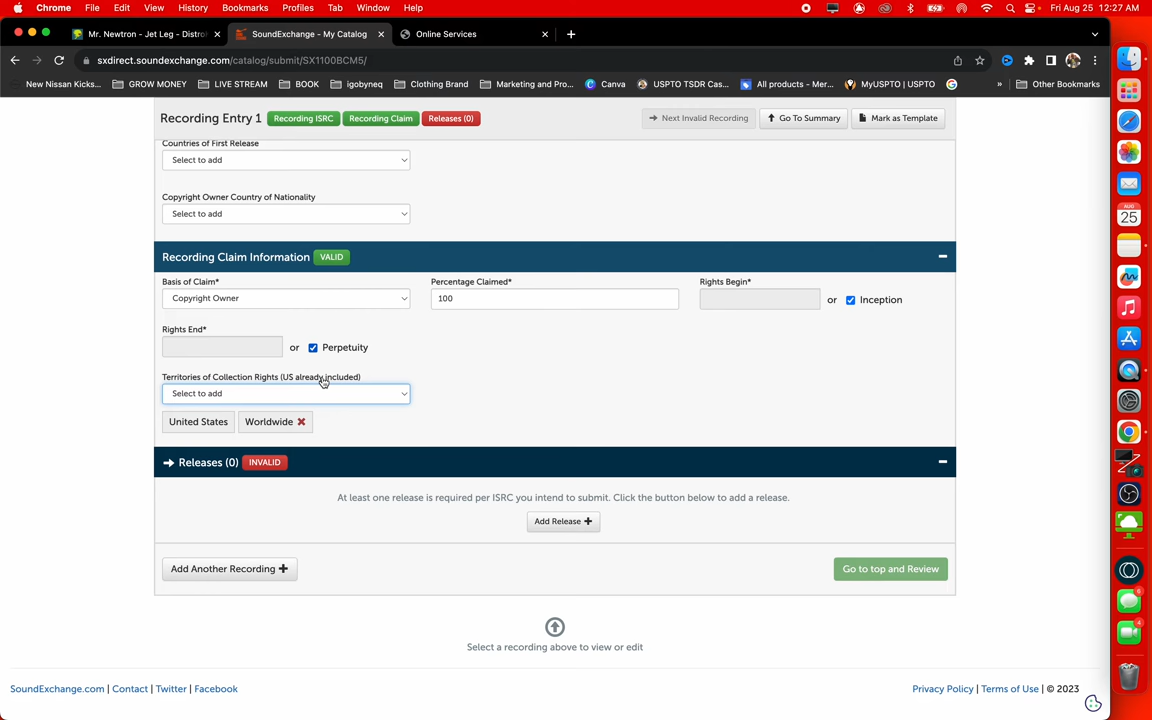 Chrome File Edit View History Bookmarks Profiles Tab Window Help Fri Aug 25 12:27 AM
Mr. Newtron - Jet Leg - Distrol SoundExchange - My Catalog Online Services
sxdirect.soundexchange.com/catalog/submit/SX1100BCM5/
New Nissan Kicks... GROW MONEY LIVE STREAM BOOK igobyneq Clothing Brand Marketing and Pro... Canva USPTO TSDR Cas... All products - Mer... MyUSPTO | USPTO » Other Bookmarks
Recording Entry 1 Recording ISRC Recording Claim Releases (0) Next Invalid Recording Go To Summary Mark as Template
Countries of First Release
Select to add
Copyright Owner Country of Nationality
Select to add
Recording Claim Information VALID
Basis of Claim* Percentage Claimed* Rights Begin*
Copyright Owner 100 or Inception
Rights End*
or Perpetuity
Territories of Collection Rights (US already included)
Select to add
United States Worldwide
Releases (0) INVALID
At least one release is required per ISRC you intend to submit. Click the button below to add a release.
Add Release
Add Another Recording Go to top and Review
Select a recording above to view or edit
SoundExchange.com | Contact | Twitter | Facebook Privacy Policy | Terms of Use | © 2023
AUG
25
6
4